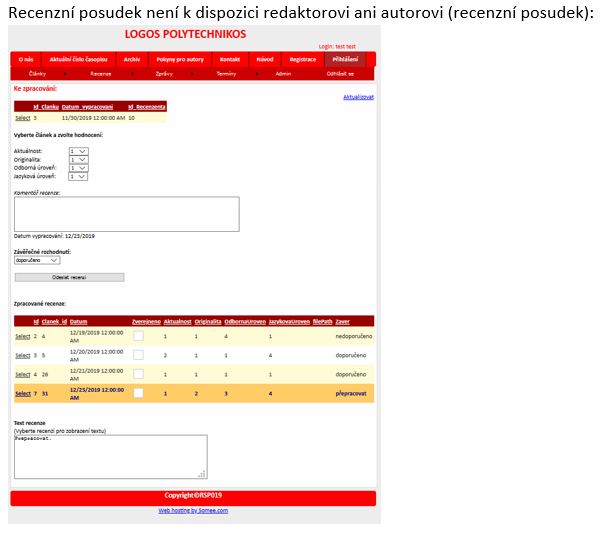 Recenzní posudek není k dispozici redaktorovi ani autorovi (recenzní posudek):
LOGOS POLYTECHNIKOS
Login: test test
O nás Aktuální číslo časopisu Archiv Pokyny pro autory Kontakt Návod Registrace Přihlášení
Články Recenze Zprávy Termíny Admin Odhlásit se
Ke zpracování:
Aktualizovat
Id_Clanku Datum_vypracovani Id_Recenzenta
Select 3 11/30/2019 12:00:00 AM 10
Vyberte článek a zvolte hodnocení:
Aktuálnost: 1
Originalita: 1
Odborná úroveň: 1
Jazyková úroveň: 1
Komentář recenze:
Datum vypracování: 12/23/2019
Závěřečné rozhodnutí:
doporučeno
Odeslat recenzi
Zpracované recenze:
Id Clanek_id Datum Zverejneno Aktualnost Originalita OdbornaUroven JazykovaUroven filePath Zaver
Select 2 4 12/19/2019 12:00:00 AM 1 1 4 1 nedoporučeno
Select 3 5 12/20/2019 12:00:00 AM 2 1 1 4 doporučeno
Select 4 26 12/21/2019 12:00:00 AM 1 1 1 1 doporučeno
Select 7 31 12/23/2019 12:00:00 AM 1 2 3 4 přepracovat
Text recenze
(Vyberte recenzi pro zobrazení textu)
Přepracovat.
Copyright©RSP019
Web hosting by Somee.com